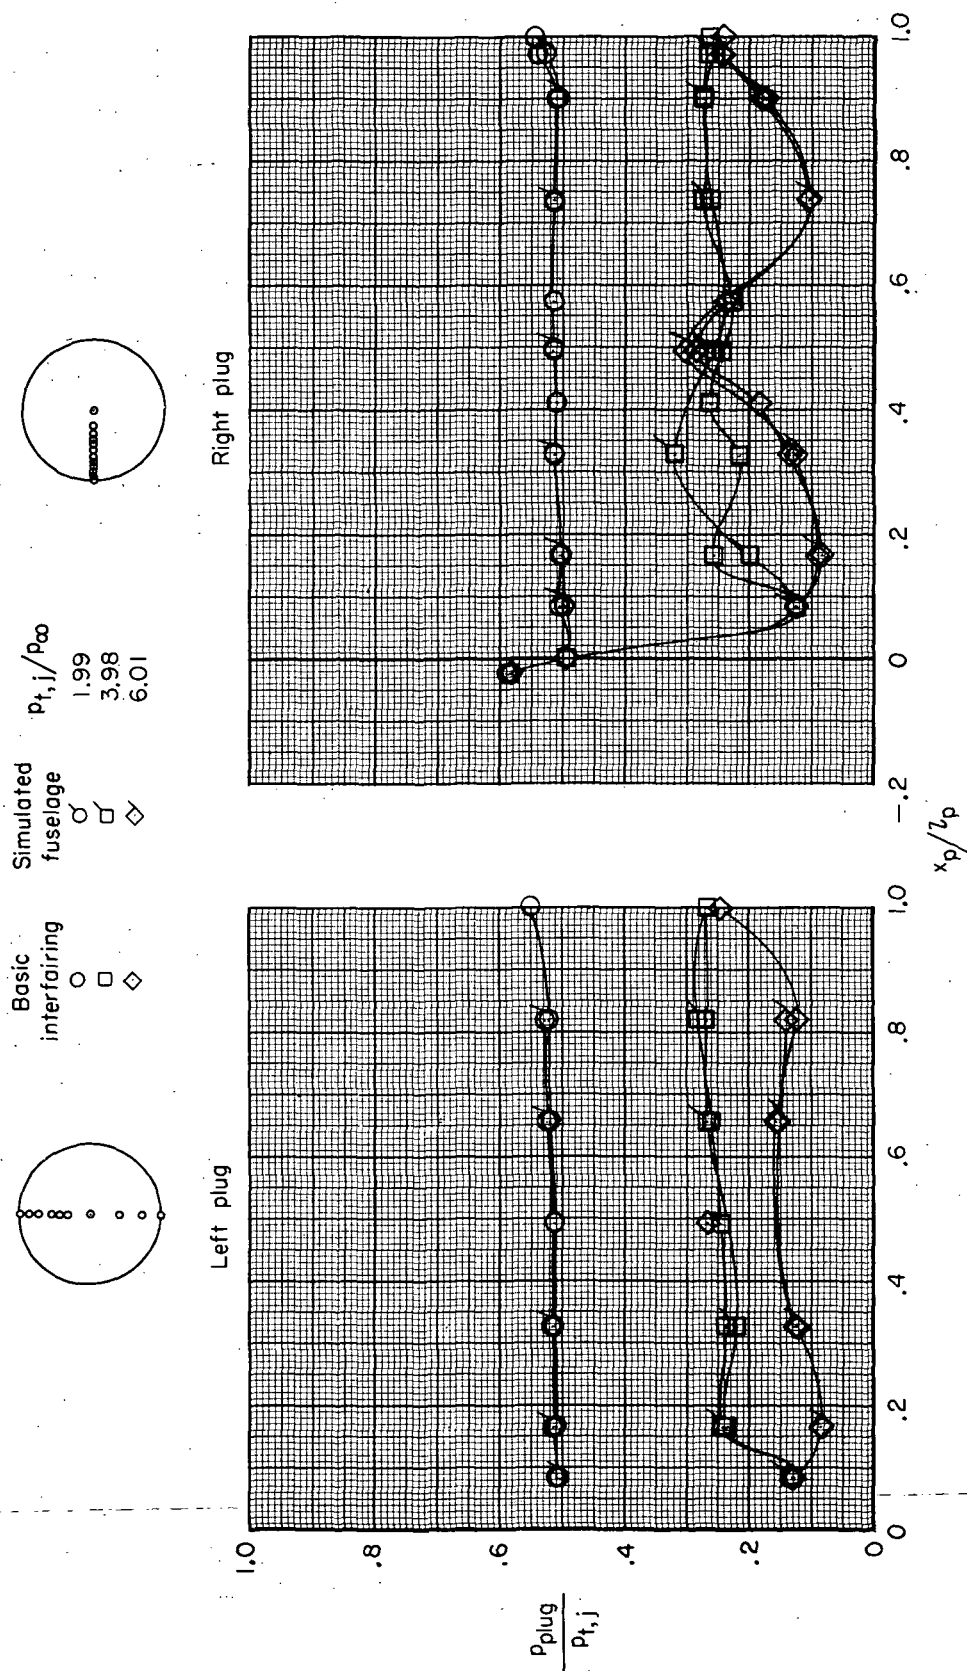 Basic interfairing
Simulated fuselage
p_t,j/p_∞
1.99
3.98
6.01
Left plug
Right plug
p_plug
p_t,j
1.0
.8
.6
.4
.2
0
0
.2
.4
.6
.8
1.0
-.2
0
.2
.4
.6
.8
1.0
x_p/l_p